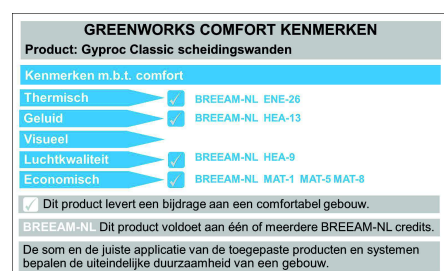 GREENWORKS COMFORT KENMERKEN
Product: Gyproc Classic scheidingswanden
Kenmerken m.b.t. comfort
Thermisch BREEAM-NL ENE-26
Geluid BREEAM-NL HEA-13
Visueel
Luchtkwaliteit BREEAM-NL HEA-9
Economisch BREEAM-NL MAT-1 MAT-5 MAT-8
Dit product levert een bijdrage aan een comfortabel gebouw.
BREEAM-NL Dit product voldoet aan één of meerdere BREEAM-NL credits.
De som en de juiste applicatie van de toegepaste producten en systemen
bepalen de uiteindelijke duurzaamheid van een gebouw.